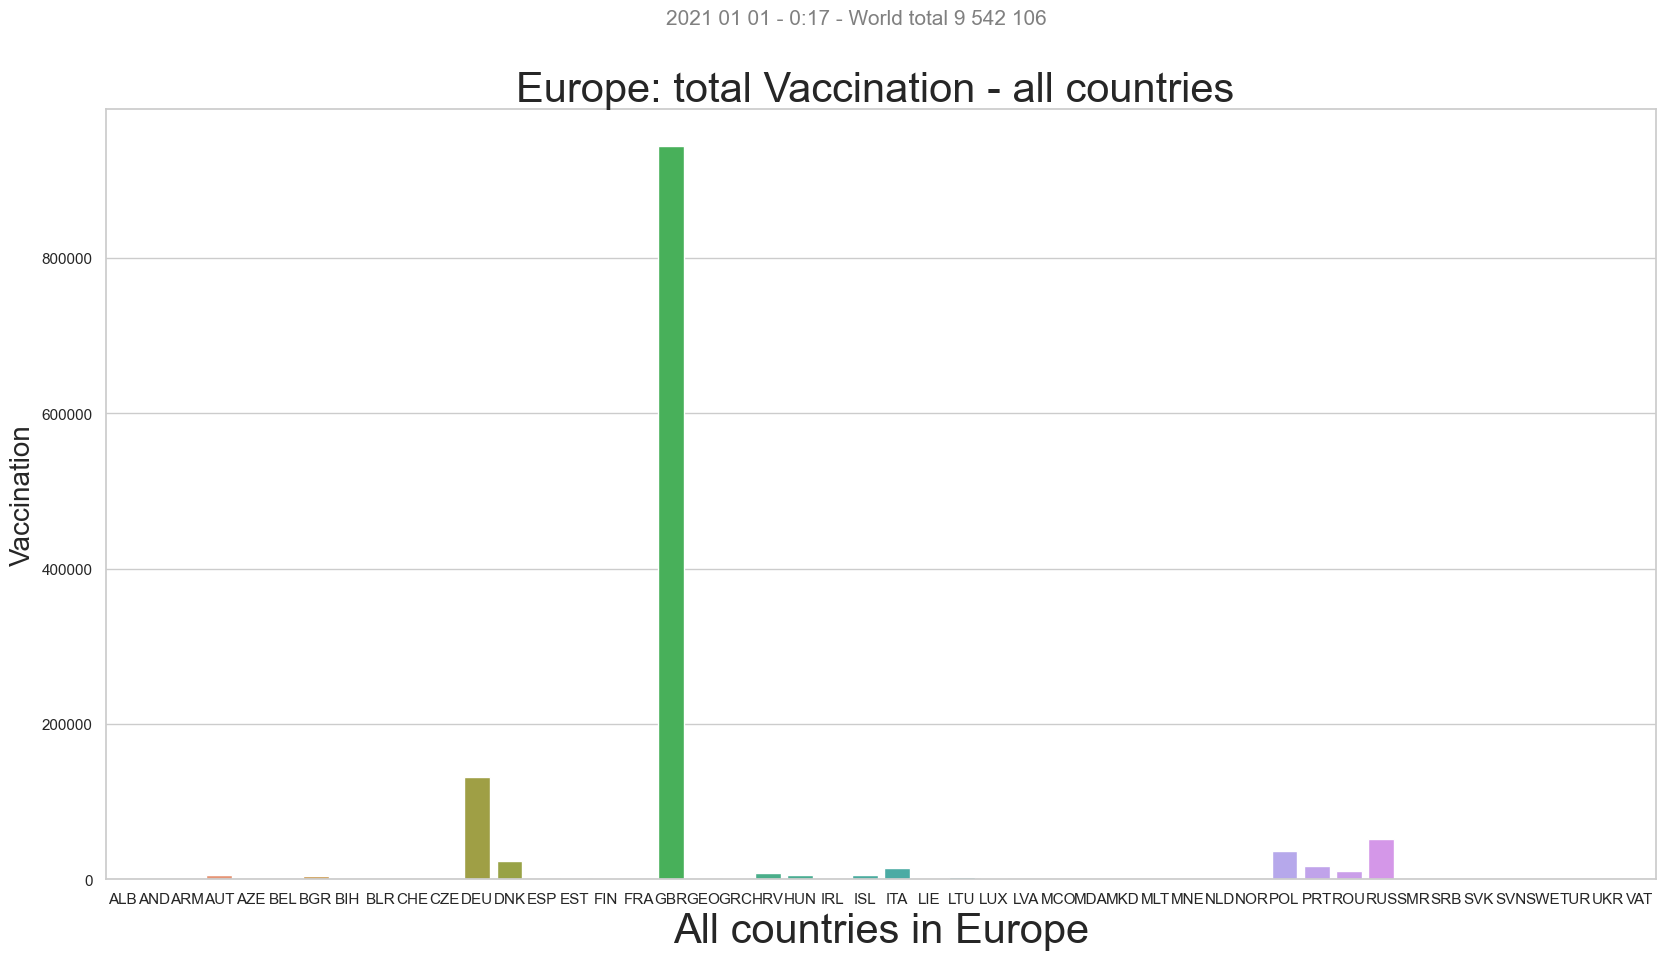 2021 01 01 - 0:17 - World total 9 542 106
Europe: total Vaccination - all countries
Vaccination
800000
600000
400000
200000
0
ALB AND ARM AUT AZE BEL BGR BIH BLR CHE CZE DEU DNK ESP EST FIN FRA GBR GEO GRC HRV HUN IRL ISL ITA LIE LTU LUX LVA MCO MDA MKD MLT MNE NLD NOR POL PRT ROU RUS SMR SRB SVK SVN SWE TUR UKR VAT
All countries in Europe